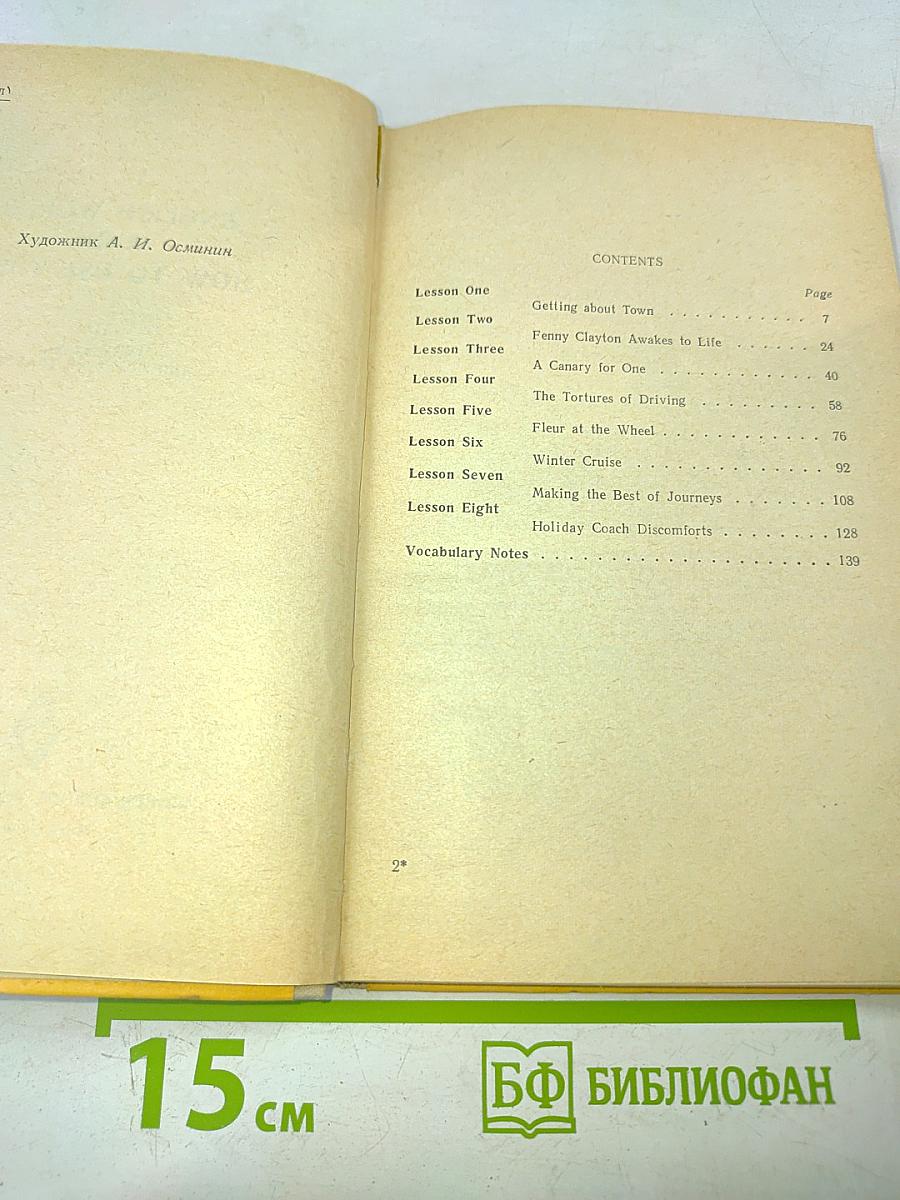 Художник А. И. Осминин
CONTENTS
Page
Lesson One
Getting about Town . . . . . . . . . . . 7
Lesson Two
Fenny Clayton Awakes to Life . . . . . . 24
Lesson Three
A Canary for One . . . . . . . . . . . . 40
Lesson Four
The Tortures of Driving . . . . . . . . . 58
Lesson Five
Fleur at the Wheel . . . . . . . . . . . . 76
Lesson Six
Winter Cruise . . . . . . . . . . . . . . 92
Lesson Seven
Making the Best of Journeys . . . . . . . 108
Lesson Eight
Holiday Coach Discomforts . . . . . . . . 128
Vocabulary Notes . . . . . . . . . . . . . . . . . . . . . 139
2*
15 см
БФ БИБЛИОФАН